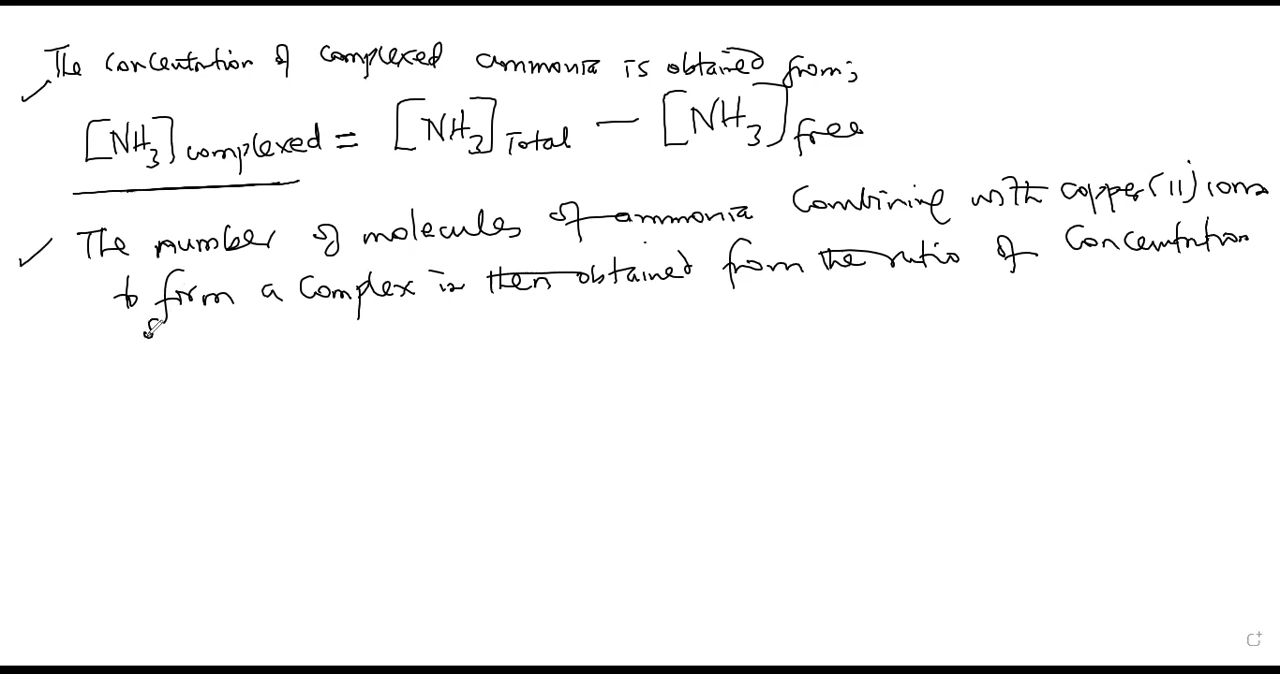 The concentration of complexed ammonia is obtained from;
[NH3]complexed = [NH3]Total — [NH3]free
The number of molecules of ammonia combining with copper(II) ions
to form a complex is then obtained from the ratio of concentration